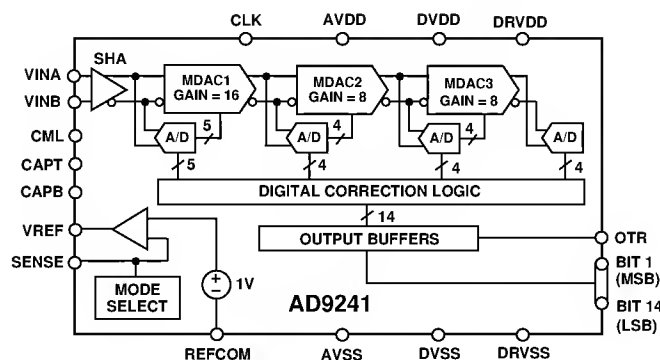 CLK AVDD DVDD DRVDD
SHA
VINA
VINB
MDAC1
GAIN = 16
MDAC2
GAIN = 8
MDAC3
GAIN = 8
CML
CAPT
CAPB
A/D 5
A/D 4
A/D 4
A/D
5 4 4 4
DIGITAL CORRECTION LOGIC
14
VREF
OUTPUT BUFFERS
OTR
SENSE
BIT 1
(MSB)
MODE
SELECT
+
–
1V
AD9241
BIT 14
(LSB)
REFCOM AVSS DVSS DRVSS